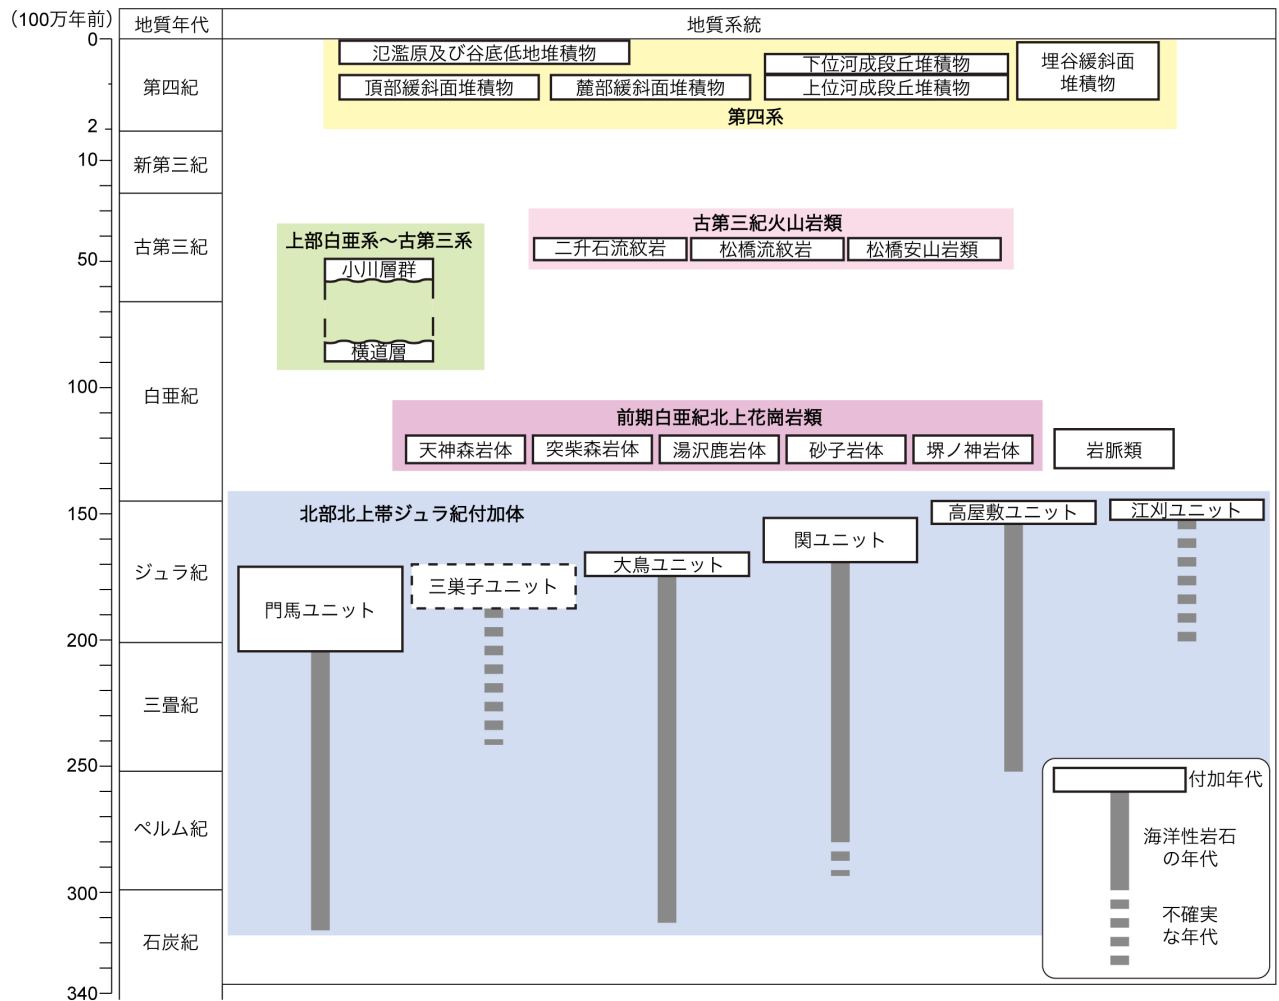 (100万年前)
地質年代
地質系統
0
2
10
50
100
150
200
250
300
340
第四紀
新第三紀
古第三紀
白亜紀
ジュラ紀
三畳紀
ペルム紀
石炭紀
氾濫原及び谷底低地堆積物
頂部緩斜面堆積物
麓部緩斜面堆積物
下位河成段丘堆積物
上位河成段丘堆積物
埋谷緩斜面
堆積物
第四系
上部白亜系〜古第三系
小川層群
横道層
古第三紀火山岩類
二升石流紋岩
松橋流紋岩
松橋安山岩類
前期白亜紀北上花崗岩類
天神森岩体
突柴森岩体
湯沢鹿岩体
砂子岩体
堺ノ神岩体
岩脈類
北部北上帯ジュラ紀付加体
門馬ユニット
三巣子ユニット
大鳥ユニット
関ユニット
高屋敷ユニット
江刈ユニット
付加年代
海洋性岩石
の年代
不確実
な年代